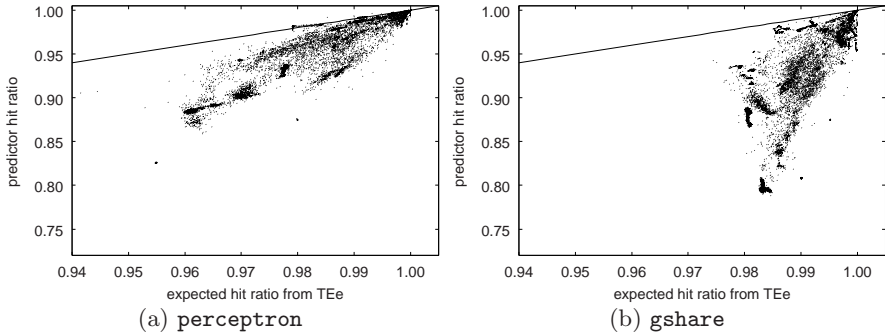 1.00
0.95
0.90
0.85
0.80
0.75
predictor hit ratio
0.94 0.95 0.96 0.97 0.98 0.99 1.00
expected hit ratio from TEe
(a) perceptron
1.00
0.95
0.90
0.85
0.80
0.75
predictor hit ratio
0.94 0.95 0.96 0.97 0.98 0.99 1.00
expected hit ratio from TEe
(b) gshare